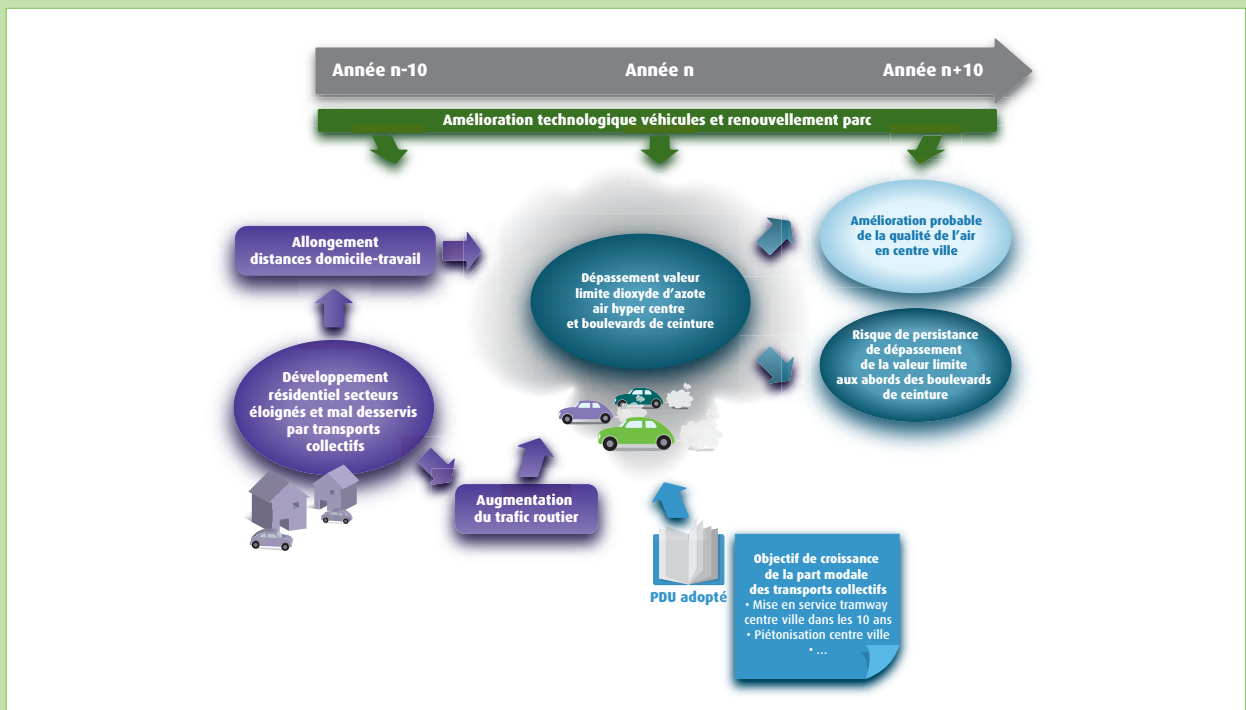 Année n-10
Année n
Année n+10
Amélioration technologique véhicules et renouvellement parc
Allongement
distances domicile-travail
Développement
résidentiel secteurs
éloignés et mal desservis
par transports
collectifs
Augmentation
du trafic routier
Dépassement valeur
limite dioxyde d'azote
air hyper centre
et boulevards de ceinture
Amélioration probable
de la qualité de l'air
en centre ville
Risque de persistance
de dépassement
de la valeur limite
aux abords des boulevards
de ceinture
PDU adopté
Objectif de croissance
de la part modale
des transports collectifs
• Mise en service tramway
centre ville dans les 10 ans
• Piétonisation centre ville
• ...